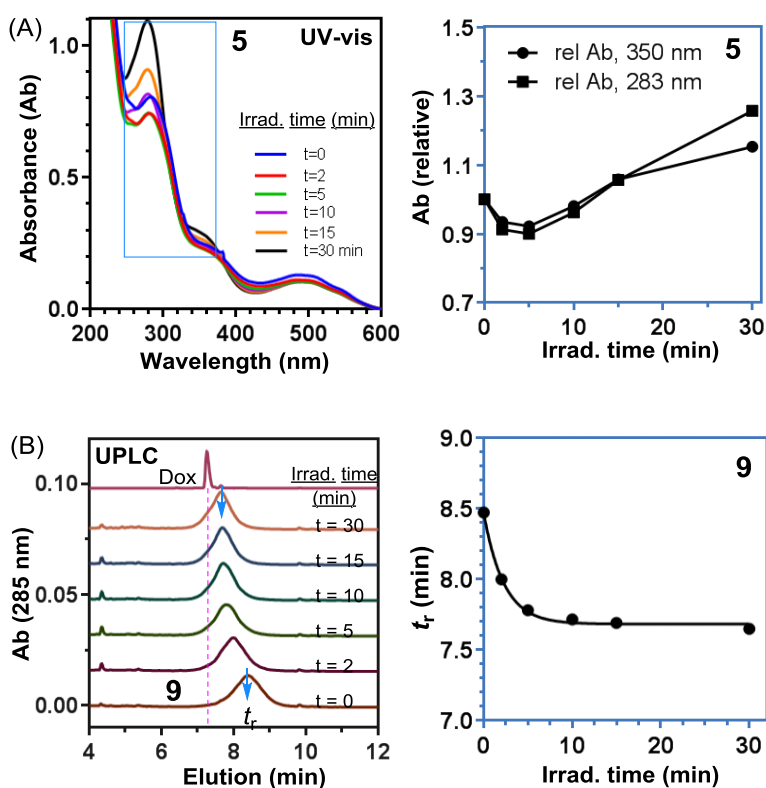 (A)
5 UV-vis
Absorbance (Ab)
1.0
0.5
0.0
Irrad. time (min)
t=0
t=2
t=5
t=10
t=15
t=30 min
200 300 400 500 600
Wavelength (nm)
5
rel Ab, 350 nm
rel Ab, 283 nm
Ab (relative)
1.5
1.3
1.1
0.9
0.7
0 10 20 30
Irrad. time (min)
(B)
UPLC
Dox
Irrad. time
(min)
Ab (285 nm)
0.10
0.05
0.00
t = 30
t = 15
t = 10
t = 5
t = 2
t = 0
9
tr
4 6 8 10 12
Elution (min)
9
tr (min)
9.0
8.5
8.0
7.5
7.0
0 10 20 30
Irrad. time (min)